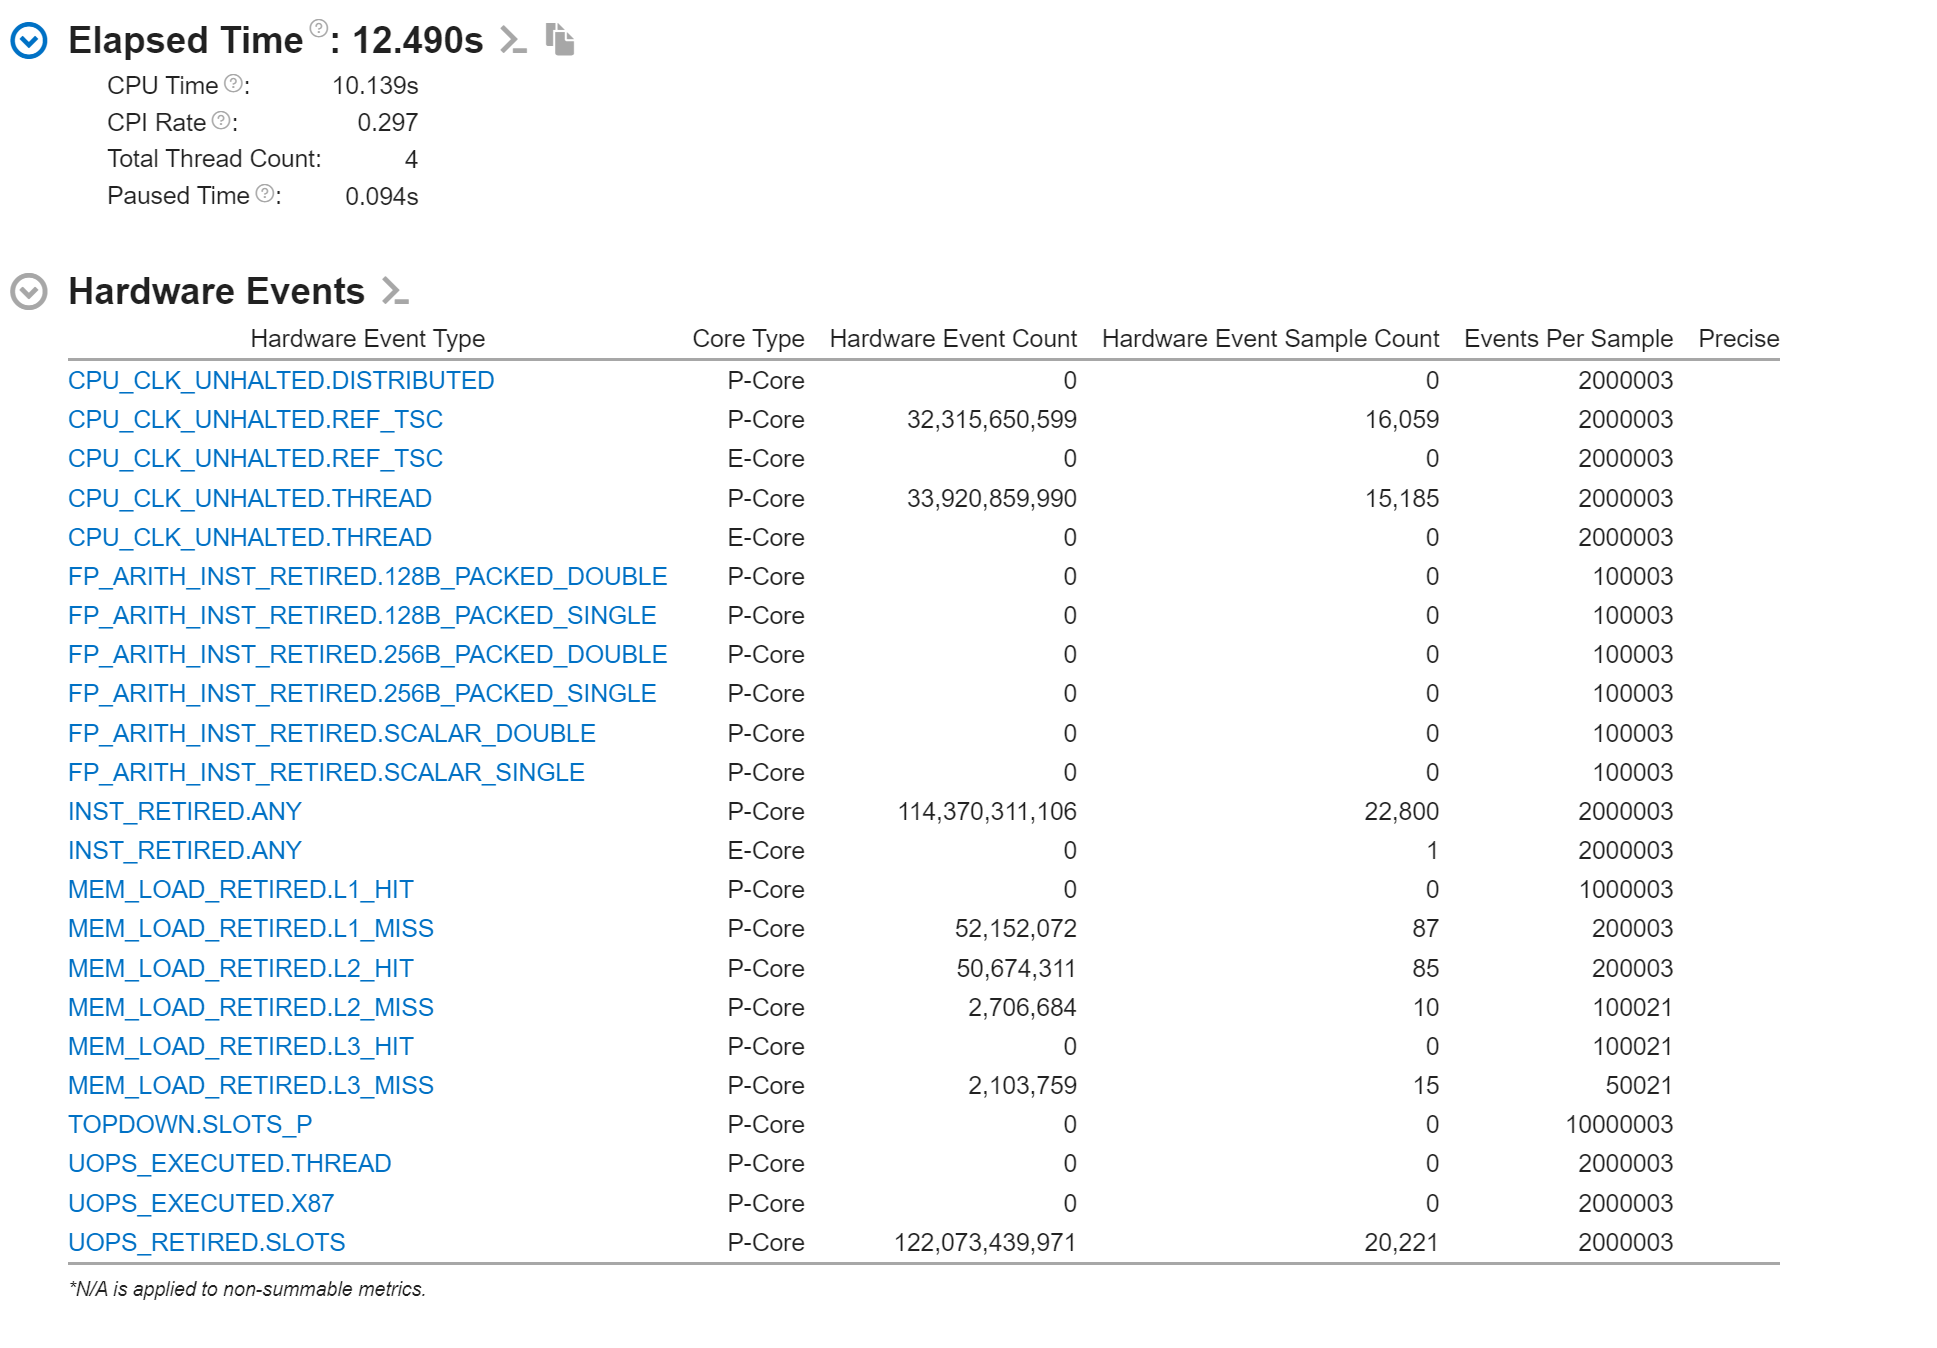 Elapsed Time ? : 12.490s
CPU Time ? : 10.139s
CPI Rate ? : 0.297
Total Thread Count: 4
Paused Time ? : 0.094s
Hardware Events
Hardware Event Type Core Type Hardware Event Count Hardware Event Sample Count Events Per Sample Precise
CPU_CLK_UNHALTED.DISTRIBUTED P-Core 0 0 2000003
CPU_CLK_UNHALTED.REF_TSC P-Core 32,315,650,599 16,059 2000003
CPU_CLK_UNHALTED.REF_TSC E-Core 0 0 2000003
CPU_CLK_UNHALTED.THREAD P-Core 33,920,859,990 15,185 2000003
CPU_CLK_UNHALTED.THREAD E-Core 0 0 2000003
FP_ARITH_INST_RETIRED.128B_PACKED_DOUBLE P-Core 0 0 100003
FP_ARITH_INST_RETIRED.128B_PACKED_SINGLE P-Core 0 0 100003
FP_ARITH_INST_RETIRED.256B_PACKED_DOUBLE P-Core 0 0 100003
FP_ARITH_INST_RETIRED.256B_PACKED_SINGLE P-Core 0 0 100003
FP_ARITH_INST_RETIRED.SCALAR_DOUBLE P-Core 0 0 100003
FP_ARITH_INST_RETIRED.SCALAR_SINGLE P-Core 0 0 100003
INST_RETIRED.ANY P-Core 114,370,311,106 22,800 2000003
INST_RETIRED.ANY E-Core 0 1 2000003
MEM_LOAD_RETIRED.L1_HIT P-Core 0 0 1000003
MEM_LOAD_RETIRED.L1_MISS P-Core 52,152,072 87 200003
MEM_LOAD_RETIRED.L2_HIT P-Core 50,674,311 85 200003
MEM_LOAD_RETIRED.L2_MISS P-Core 2,706,684 10 100021
MEM_LOAD_RETIRED.L3_HIT P-Core 0 0 100021
MEM_LOAD_RETIRED.L3_MISS P-Core 2,103,759 15 50021
TOPDOWN.SLOTS_P P-Core 0 0 10000003
UOPS_EXECUTED.THREAD P-Core 0 0 2000003
UOPS_EXECUTED.X87 P-Core 0 0 2000003
UOPS_RETIRED.SLOTS P-Core 122,073,439,971 20,221 2000003
*N/A is applied to non-summable metrics.